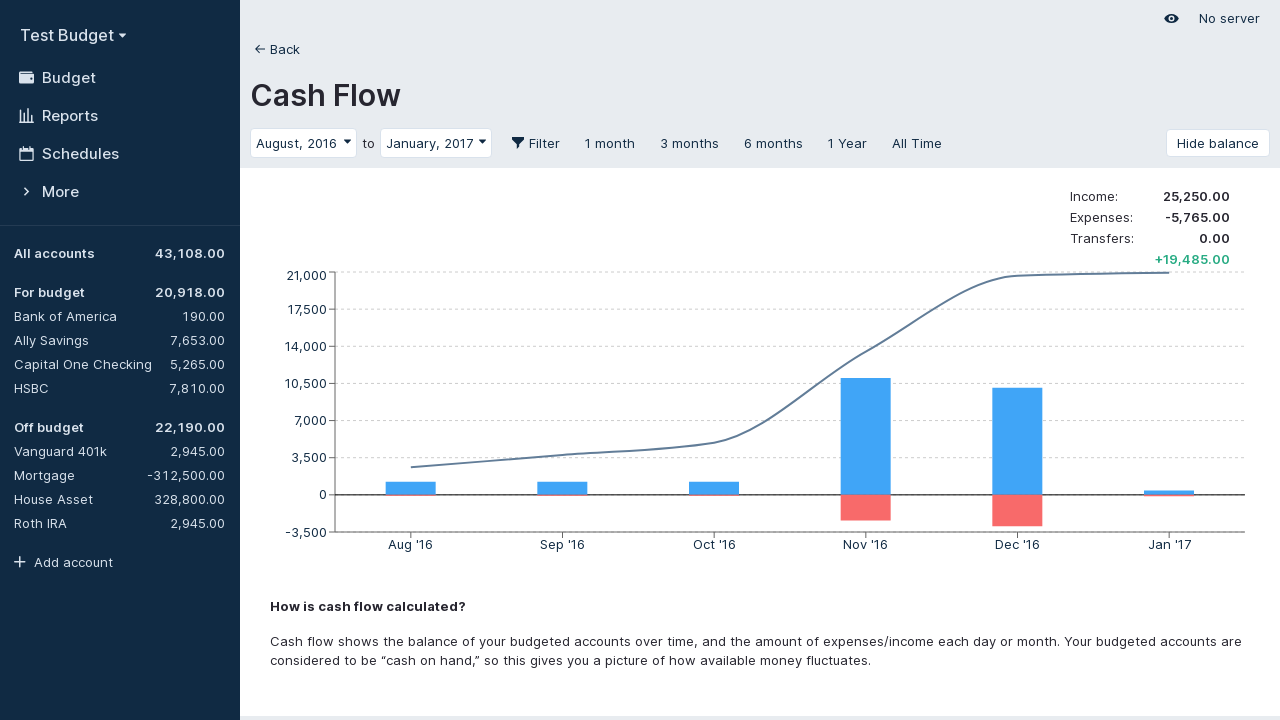 Test Budget
Budget
Reports
Schedules
More
All accounts 43,108.00
For budget 20,918.00
Bank of America 190.00
Ally Savings 7,653.00
Capital One Checking 5,265.00
HSBC 7,810.00
Off budget 22,190.00
Vanguard 401k 2,945.00
Mortgage -312,500.00
House Asset 328,800.00
Roth IRA 2,945.00
Add account
No server
Back
Cash Flow
August, 2016 to January, 2017 Filter 1 month 3 months 6 months 1 Year All Time Hide balance
Income: 25,250.00
Expenses: -5,765.00
Transfers: 0.00
+19,485.00
21,000
17,500
14,000
10,500
7,000
3,500
0
-3,500
Aug '16 Sep '16 Oct '16 Nov '16 Dec '16 Jan '17
How is cash flow calculated?
Cash flow shows the balance of your budgeted accounts over time, and the amount of expenses/income each day or month. Your budgeted accounts are
considered to be “cash on hand,” so this gives you a picture of how available money fluctuates.